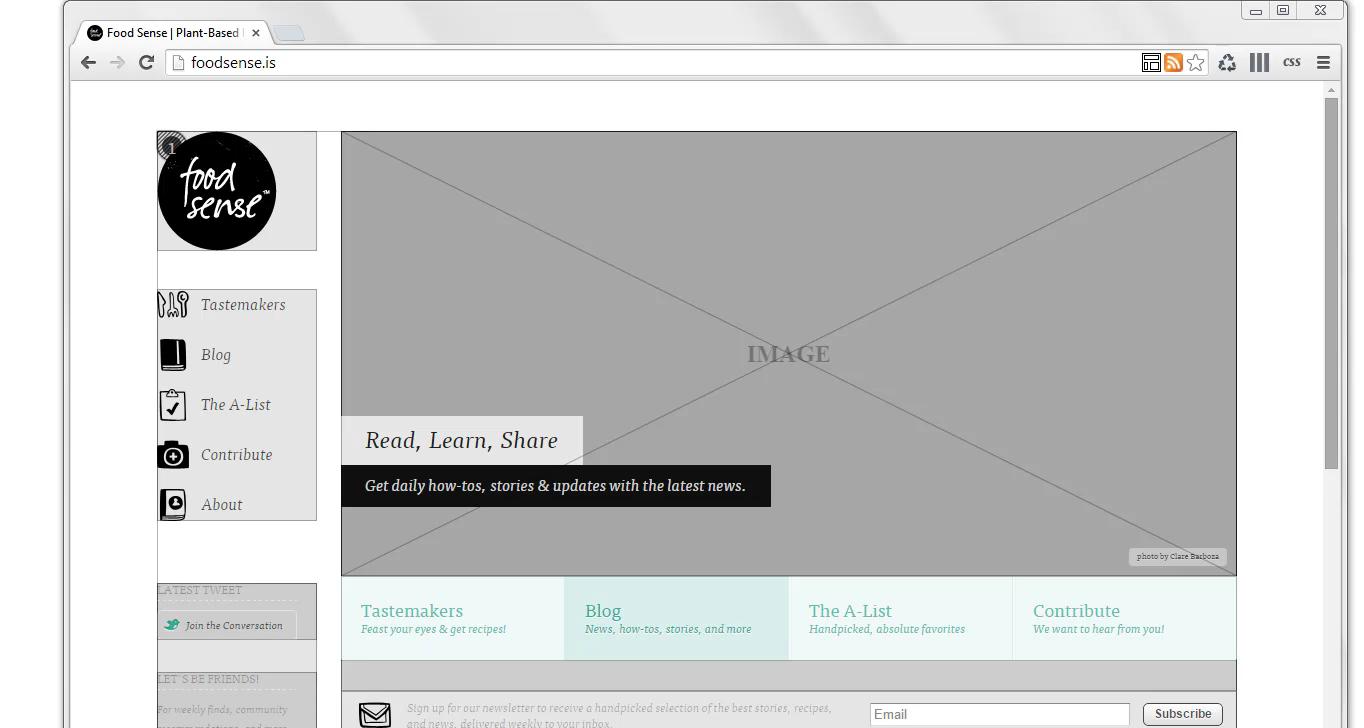 Food Sense | Plant-Based
foodsense.is
CSS
1
food
sense™
Tastemakers
Blog
The A-List
Contribute
About
IMAGE
Read, Learn, Share
Get daily how-tos, stories & updates with the latest news.
photo by Clare Barboza
Tastemakers
Feast your eyes & get recipes!
Blog
News, how-tos, stories, and more
The A-List
Handpicked, absolute favorites
Contribute
We want to hear from you!
LATEST TWEET
Join the Conversation
LET´S BE FRIENDS!
For weekly finds, community
Sign up for our newsletter to receive a handpicked selection of the best stories, recipes,
and news, delivered weekly to your inbox.
Email
Subscribe